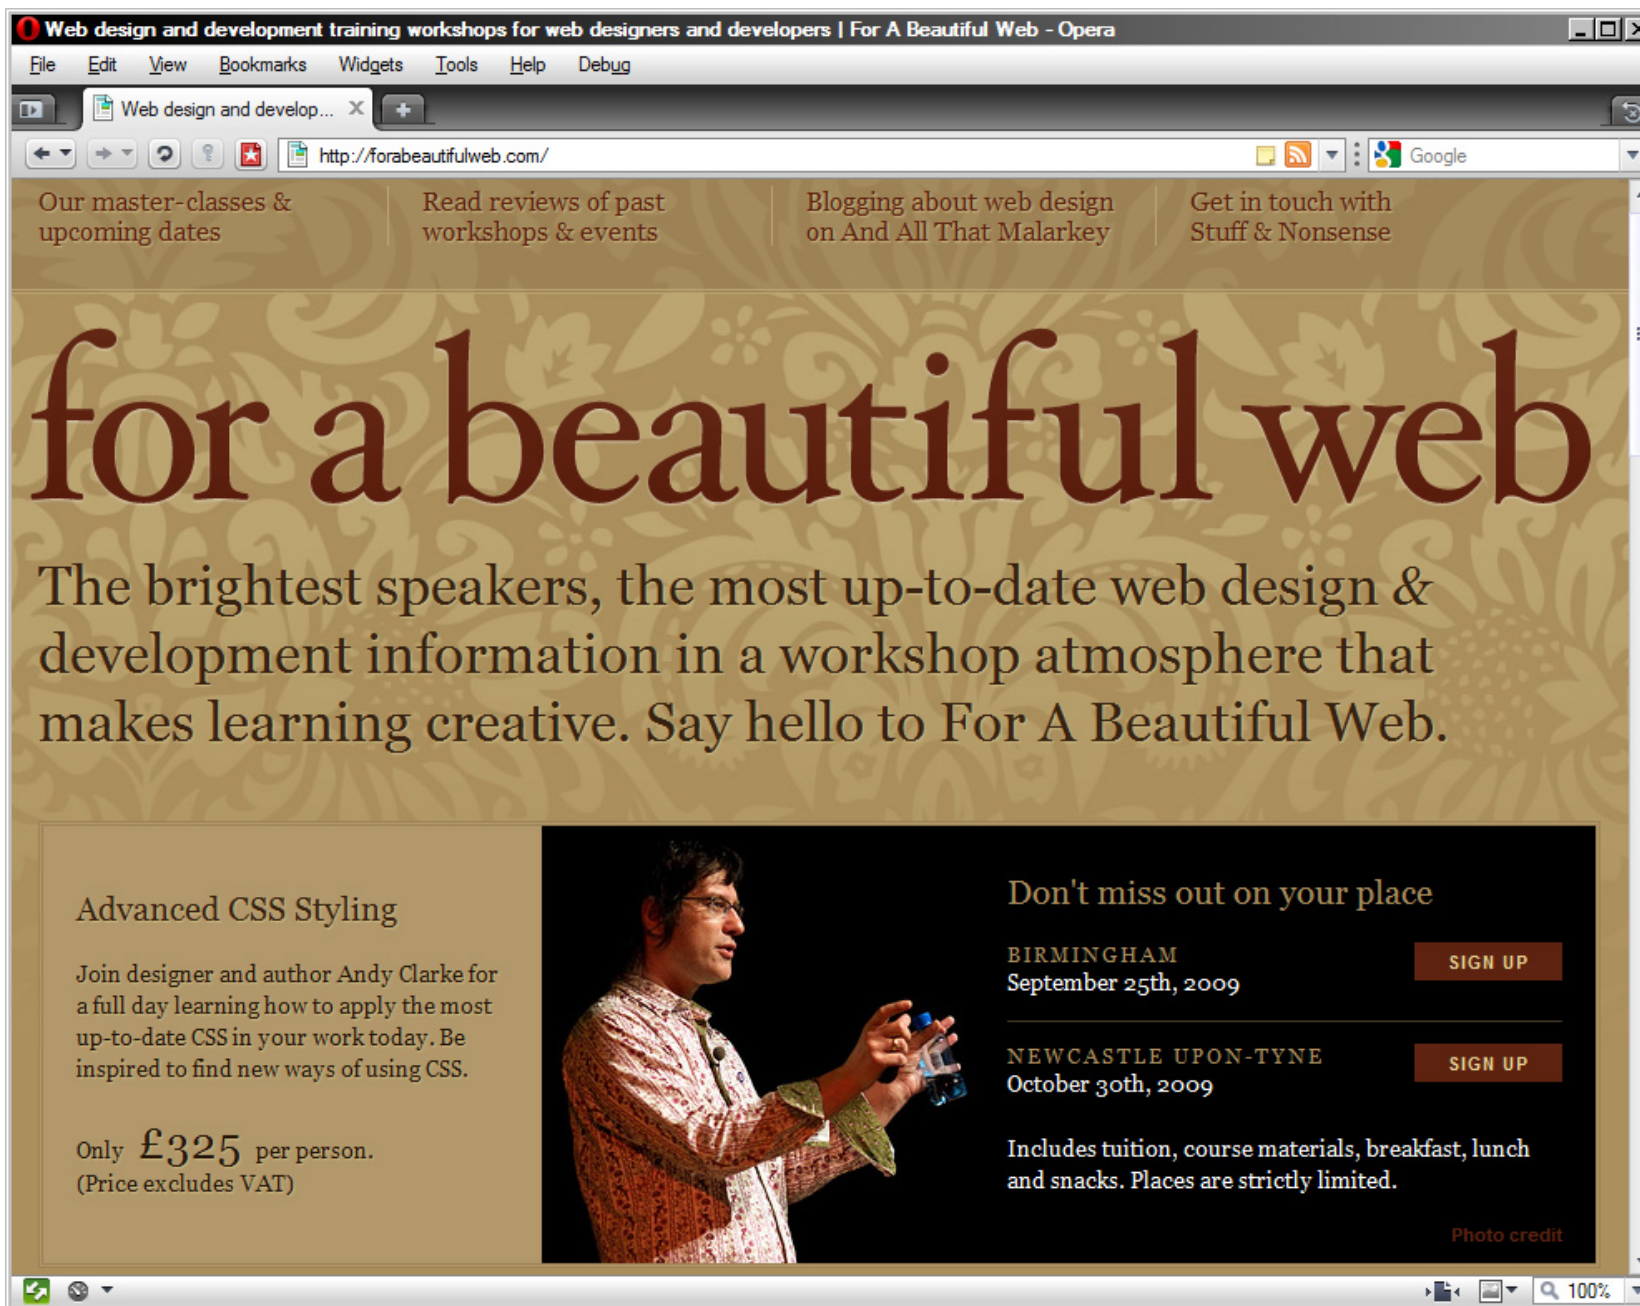 Web design and development training workshops for web designers and developers | For A Beautiful Web - Opera
File Edit View Bookmarks Widgets Tools Help Debug
Web design and develop...
http://forabeautifulweb.com/ Google
Our master-classes &
upcoming dates
Read reviews of past
workshops & events
Blogging about web design
on And All That Malarkey
Get in touch with
Stuff & Nonsense
for a beautiful web
The brightest speakers, the most up-to-date web design &
development information in a workshop atmosphere that
makes learning creative. Say hello to For A Beautiful Web.
Advanced CSS Styling
Join designer and author Andy Clarke for
a full day learning how to apply the most
up-to-date CSS in your work today. Be
inspired to find new ways of using CSS.
Only £325 per person.
(Price excludes VAT)
Don't miss out on your place
BIRMINGHAM
September 25th, 2009
SIGN UP
NEWCASTLE UPON-TYNE
October 30th, 2009
SIGN UP
Includes tuition, course materials, breakfast, lunch
and snacks. Places are strictly limited.
Photo credit
100%